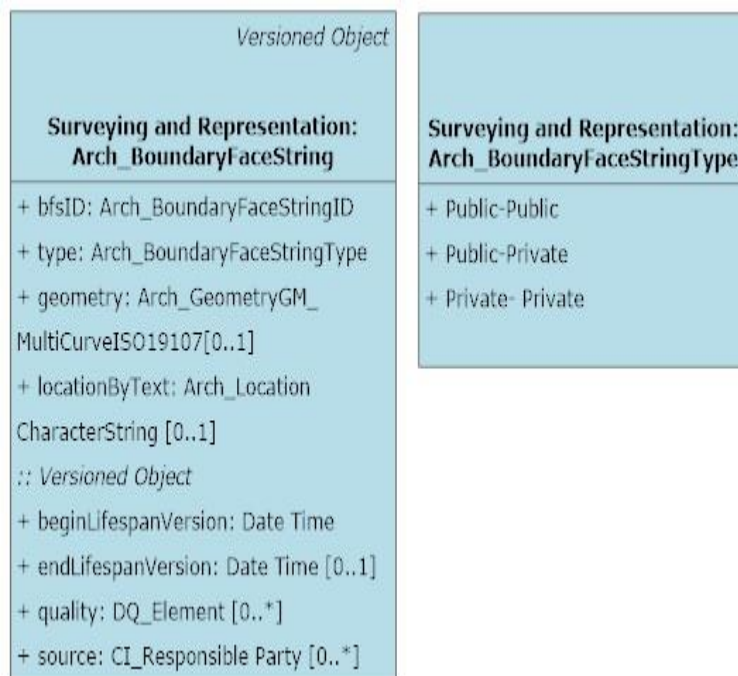 Versioned Object
Surveying and Representation:
Arch_BoundaryFaceString
+ bfsID: Arch_BoundaryFaceStringID
+ type: Arch_BoundaryFaceStringType
+ geometry: Arch_GeometryGM_
MultiCurveISO19107[0..1]
+ locationByText: Arch_Location
CharacterString [0..1]
:: Versioned Object
+ beginLifespanVersion: Date Time
+ endLifespanVersion: Date Time [0..1]
+ quality: DQ_Element [0..*]
+ source: CI_Responsible Party [0..*]
Surveying and Representation:
Arch_BoundaryFaceStringType
+ Public-Public
+ Public-Private
+ Private- Private